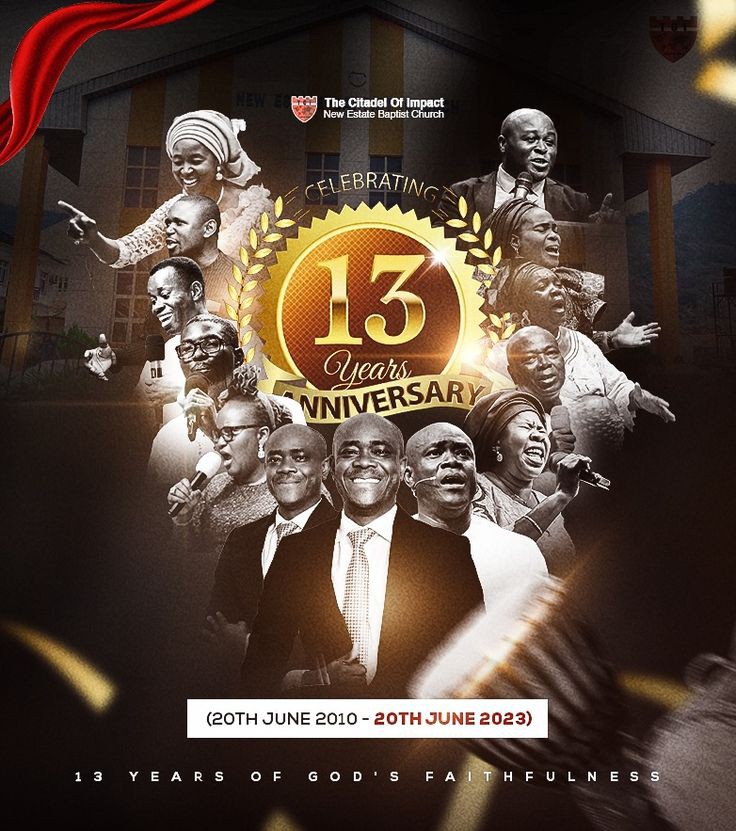 The Citadel Of Impact
New Estate Baptist Church
NEW
CELEBRATING
13
Years
ANNIVERSARY
(20TH JUNE 2010 - 20TH JUNE 2023)
13 YEARS OF GOD'S FAITHFULNESS